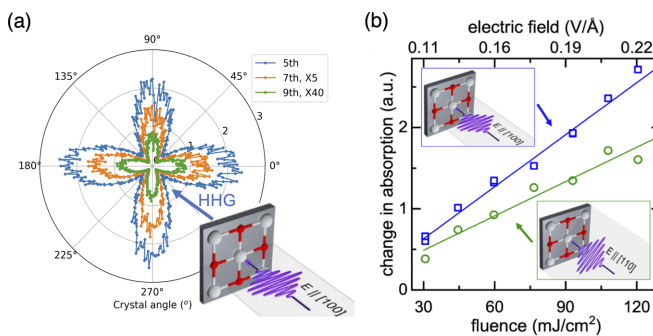 (a)
90°
135°
45°
180°
0°
225°
270°
1
2
3
5th
7th, X5
9th, X40
HHG
E || [100]
Crystal angle (°)
(b)
electric field (V/Å)
0.11
0.16
0.19
0.22
change in absorption (a.u.)
2
1
0
E || [100]
E || [110]
30
60
90
120
fluence (mJ/cm²)